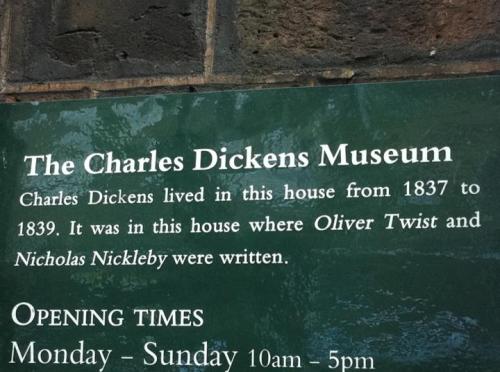 The Charles Dickens Museum
Charles Dickens lived in this house from 1837 to
1839. It was in this house where Oliver Twist and
Nicholas Nickleby were written.
OPENING TIMES
Monday – Sunday 10am – 5pm